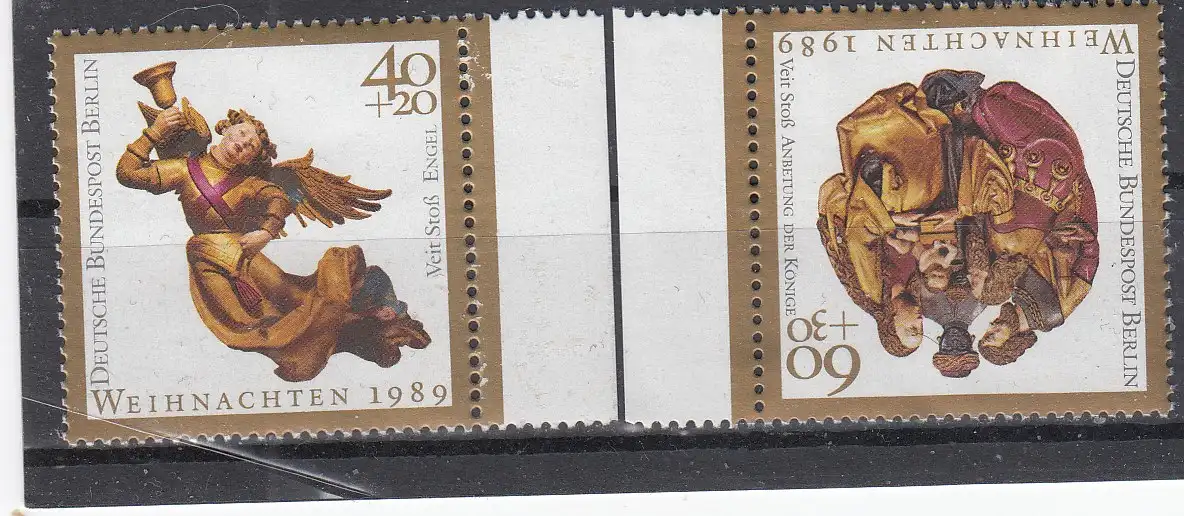 DEUTSCHE BUNDESPOST BERLIN
40
+20
Veit Stoß Engel
WEIHNACHTEN 1989
WEIHNACHTEN 1989
Veit Stoß Anbetung der Könige
DEUTSCHE BUNDESPOST BERLIN
60
+30